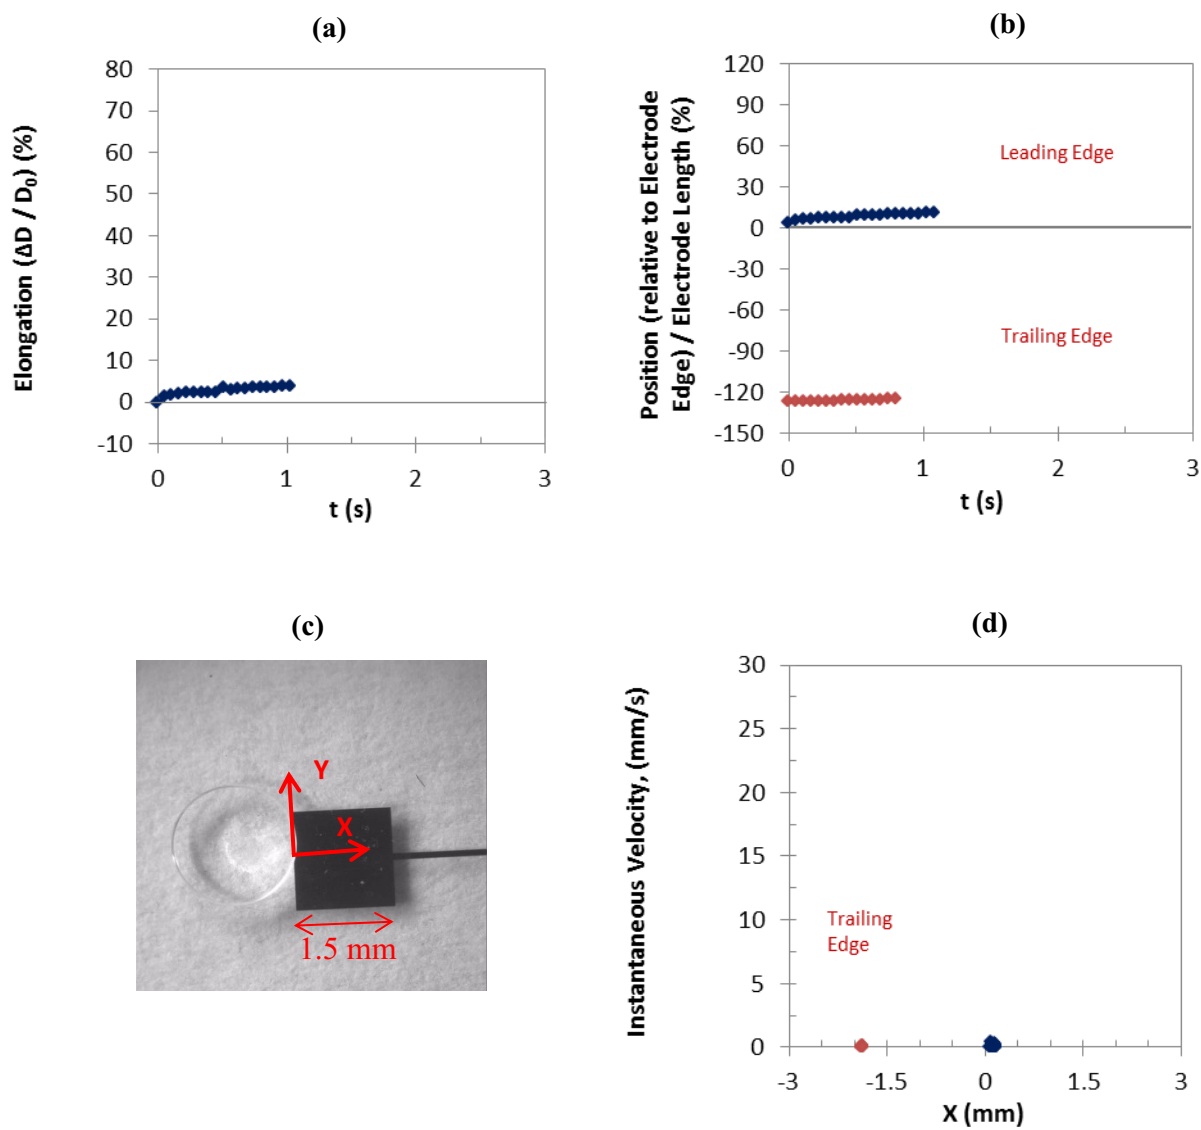 (a)
Elongation (ΔD / D₀) (%)
80
70
60
50
40
30
20
10
0
-10
0 1 2 3
t (s)
(b)
Position (relative to Electrode
Edge) / Electrode Length (%)
120
90
60
30
0
-30
-60
-90
-120
-150
Leading Edge
Trailing Edge
0 1 2 3
t (s)
(c)
Y
X
1.5 mm
(d)
Instantaneous Velocity, (mm/s)
30
25
20
15
10
5
0
Trailing
Edge
-3 -1.5 0 1.5 3
X (mm)